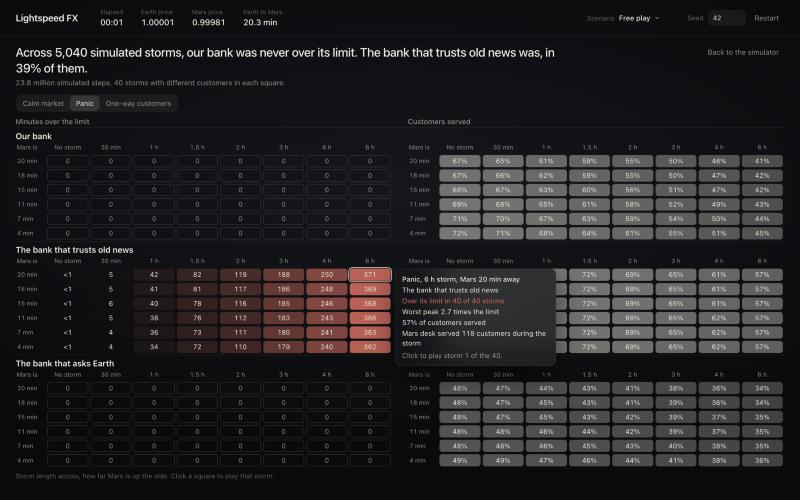 Lightspeed FX
Elapsed Earth price Mars price Earth to Mars
00:01 1.00001 0.99981 20.3 min
Scenario Free play Seed 42 Restart
Across 5,040 simulated storms, our bank was never over its limit. The bank that trusts old news was, in
39% of them.
Back to the simulator
23.8 million simulated steps. 40 storms with different customers in each square.
Calm market Panic One-way customers
Minutes over the limit
Customers served
Our bank
Mars is No storm 30 min 1 h 1.5 h 2 h 3 h 4 h 6 h Mars is No storm 30 min 1 h 1.5 h 2 h 3 h 4 h 6 h
20 min 0 0 0 0 0 0 0 0 20 min 67% 65% 61% 58% 55% 50% 46% 41%
18 min 0 0 0 0 0 0 0 0 18 min 67% 66% 62% 59% 55% 50% 47% 42%
15 min 0 0 0 0 0 0 0 0 15 min 68% 67% 63% 60% 56% 51% 47% 42%
11 min 0 0 0 0 0 0 0 0 11 min 69% 68% 65% 61% 58% 52% 49% 43%
7 min 0 0 0 0 0 0 0 0 7 min 71% 70% 67% 63% 59% 54% 50% 44%
4 min 0 0 0 0 0 0 0 0 4 min 72% 71% 68% 64% 61% 55% 51% 45%
The bank that trusts old news
Mars is No storm 30 min 1 h 1.5 h 2 h 3 h 4 h 6 h
20 min <1 5 42 82 119 188 250 371 72% 69% 65% 61% 57%
18 min <1 5 41 81 117 186 248 369 72% 69% 65% 61% 57%
15 min <1 6 40 78 116 185 246 368 72% 69% 65% 61% 57%
11 min <1 5 38 76 112 183 243 366 72% 69% 65% 62% 57%
7 min <1 4 36 73 111 180 241 363 72% 69% 65% 62% 57%
4 min <1 4 34 72 110 179 240 362 72% 69% 65% 62% 57%
Panic, 6 h storm, Mars 20 min away
The bank that trusts old news
Over its limit in 40 of 40 storms
Worst peak 2.7 times the limit
57% of customers served
Mars desk served 118 customers during the
storm
Click to play storm 1 of the 40.
The bank that asks Earth
Mars is No storm 30 min 1 h 1.5 h 2 h 3 h 4 h 6 h
20 min 0 0 0 0 0 0 0 0 20 min 48% 47% 44% 43% 41% 38% 36% 34%
18 min 0 0 0 0 0 0 0 0 18 min 48% 48% 45% 43% 41% 39% 36% 34%
15 min 0 0 0 0 0 0 0 0 15 min 48% 47% 45% 43% 42% 39% 37% 35%
11 min 0 0 0 0 0 0 0 0 11 min 48% 48% 46% 44% 42% 39% 37% 35%
7 min 0 0 0 0 0 0 0 0 7 min 48% 48% 46% 45% 43% 40% 38% 35%
4 min 0 0 0 0 0 0 0 0 4 min 49% 49% 47% 46% 44% 41% 38% 36%
Storm length across, how far Mars is up the side. Click a square to play that storm.